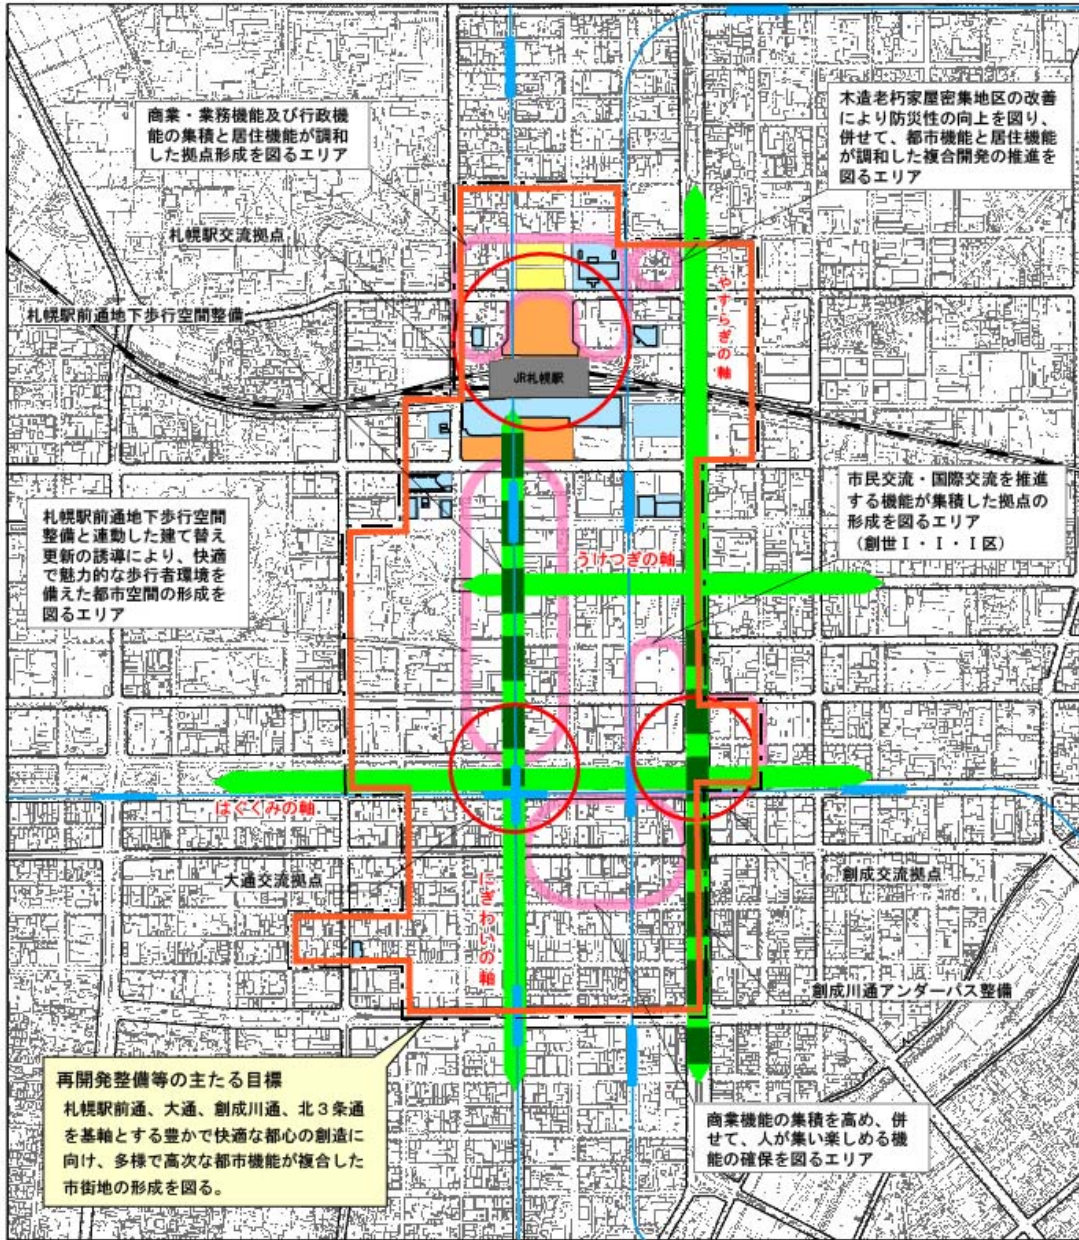 商業・業務機能及び行政機
能の集積と居住機能が調和
した拠点形成を図るエリア
木造老朽家屋密集地区の改善
により防災性の向上を図り、
併せて、都市機能と居住機能
が調和した複合開発の推進を
図るエリア
札幌駅交流拠点
やすらぎの軸
札幌駅前通地下歩行空間整備
JR札幌駅
市民交流・国際交流を推進
する機能が集積した拠点の
形成を図るエリア
（創世Ⅰ・Ⅰ・Ⅰ区）
札幌駅前通地下歩行空間
整備と連動した建て替え
更新の誘導により、快適
で魅力的な歩行者環境を
備えた都市空間の形成を
図るエリア
うけつぎの軸
はぐくみの軸
大通交流拠点
にぎわいの軸
創成交流拠点
創成川通アンダーパス整備
再開発整備等の主たる目標
札幌駅前通、大通、創成川通、北３条通
を基軸とする豊かで快適な都心の創造に
向け、多様で高次な都市機能が複合した
市街地の形成を図る。
商業機能の集積を高め、併
せて、人が集い楽しめる機
能の確保を図るエリア